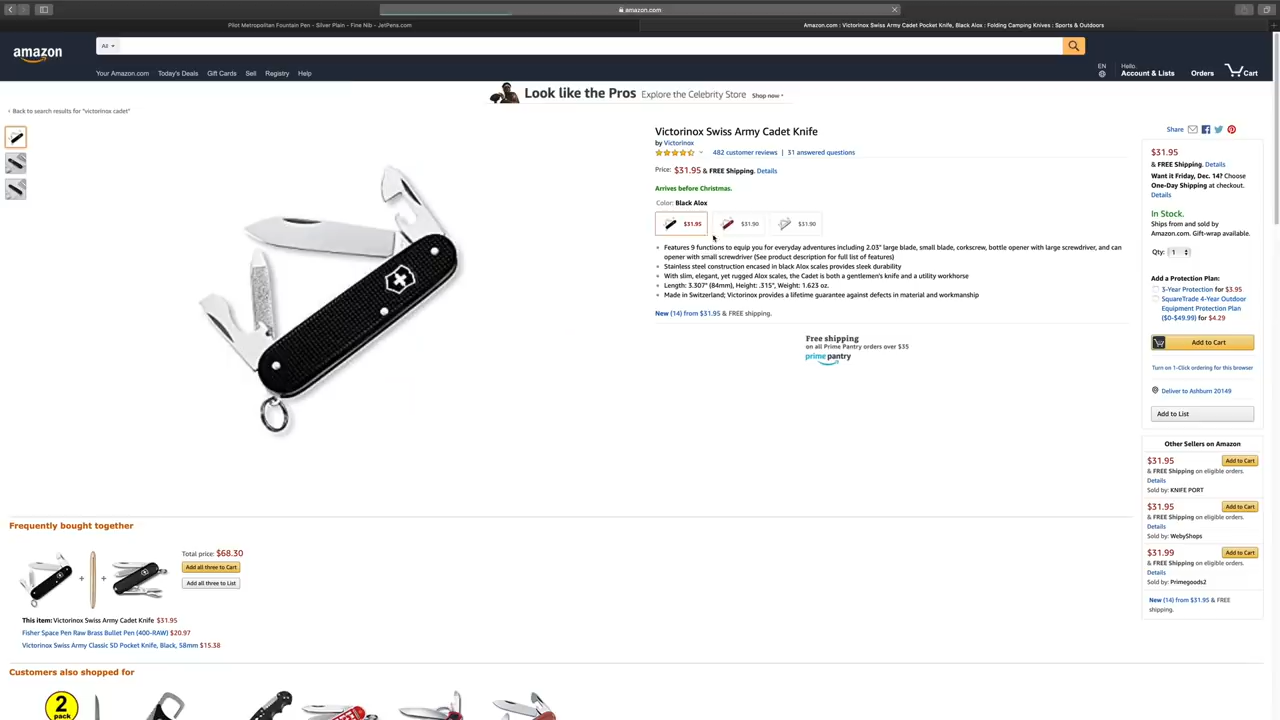 amazon.com
Pilot Metropolitan Fountain Pen - Silver Plain - Fine Nib - JetPens.com
Amazon.com : Victorinox Swiss Army Cadet Pocket Knife, Black Alox : Folding Camping Knives : Sports & Outdoors
amazon
All
Your Amazon.com Today's Deals Gift Cards Sell Registry Help
EN
Hello.
Account & Lists
Orders
Cart
Look like the Pros Explore the Celebrity Store Shop now ›
‹ Back to search results for "victorinox cadet"
Victorinox Swiss Army Cadet Knife
by Victorinox
482 customer reviews | 31 answered questions
Price: $31.95 & FREE Shipping. Details
Arrives before Christmas.
Color: Black Alox
$31.95 $31.90 $31.90
• Features 9 functions to equip you for everyday adventures including 2.03" large blade, small blade, corkscrew, bottle opener with large screwdriver, and can
opener with small screwdriver (See product description for full list of features)
• Stainless steel construction encased in black Alox scales provides sleek durability
• With slim, elegant, yet rugged Alox scales, the Cadet is both a gentlemen's knife and a utility workhorse
• Length: 3.307" (84mm), Height: .315", Weight: 1.623 oz.
• Made in Switzerland; Victorinox provides a lifetime guarantee against defects in material and workmanship
New (14) from $31.95 & FREE shipping.
Free shipping
on all Prime Pantry orders over $35
prime pantry
Share
$31.95
& FREE Shipping. Details
Want it Friday, Dec. 14? Choose
One-Day Shipping at checkout.
Details
In Stock.
Ships from and sold by
Amazon.com. Gift-wrap available.
Qty: 1
Add a Protection Plan:
3-Year Protection for $3.95
SquareTrade 4-Year Outdoor
Equipment Protection Plan
($0-$49.99) for $4.29
Add to Cart
Turn on 1-Click ordering for this browser
Deliver to Ashburn 20149
Add to List
Other Sellers on Amazon
$31.95 Add to Cart
& FREE Shipping on eligible orders.
Details
Sold by: KNIFE PORT
$31.95 Add to Cart
& FREE Shipping on eligible orders.
Details
Sold by: WebyShops
$31.99 Add to Cart
& FREE Shipping on eligible orders.
Details
Sold by: Primegoods2
New (14) from $31.95 & FREE
shipping.
Frequently bought together
+ +
Total price: $68.30
Add all three to Cart
Add all three to List
This item: Victorinox Swiss Army Cadet Knife $31.95
Fisher Space Pen Raw Brass Bullet Pen (400-RAW) $20.97
Victorinox Swiss Army Classic SD Pocket Knife, Black, 58mm $15.38
Customers also shopped for
2
pack